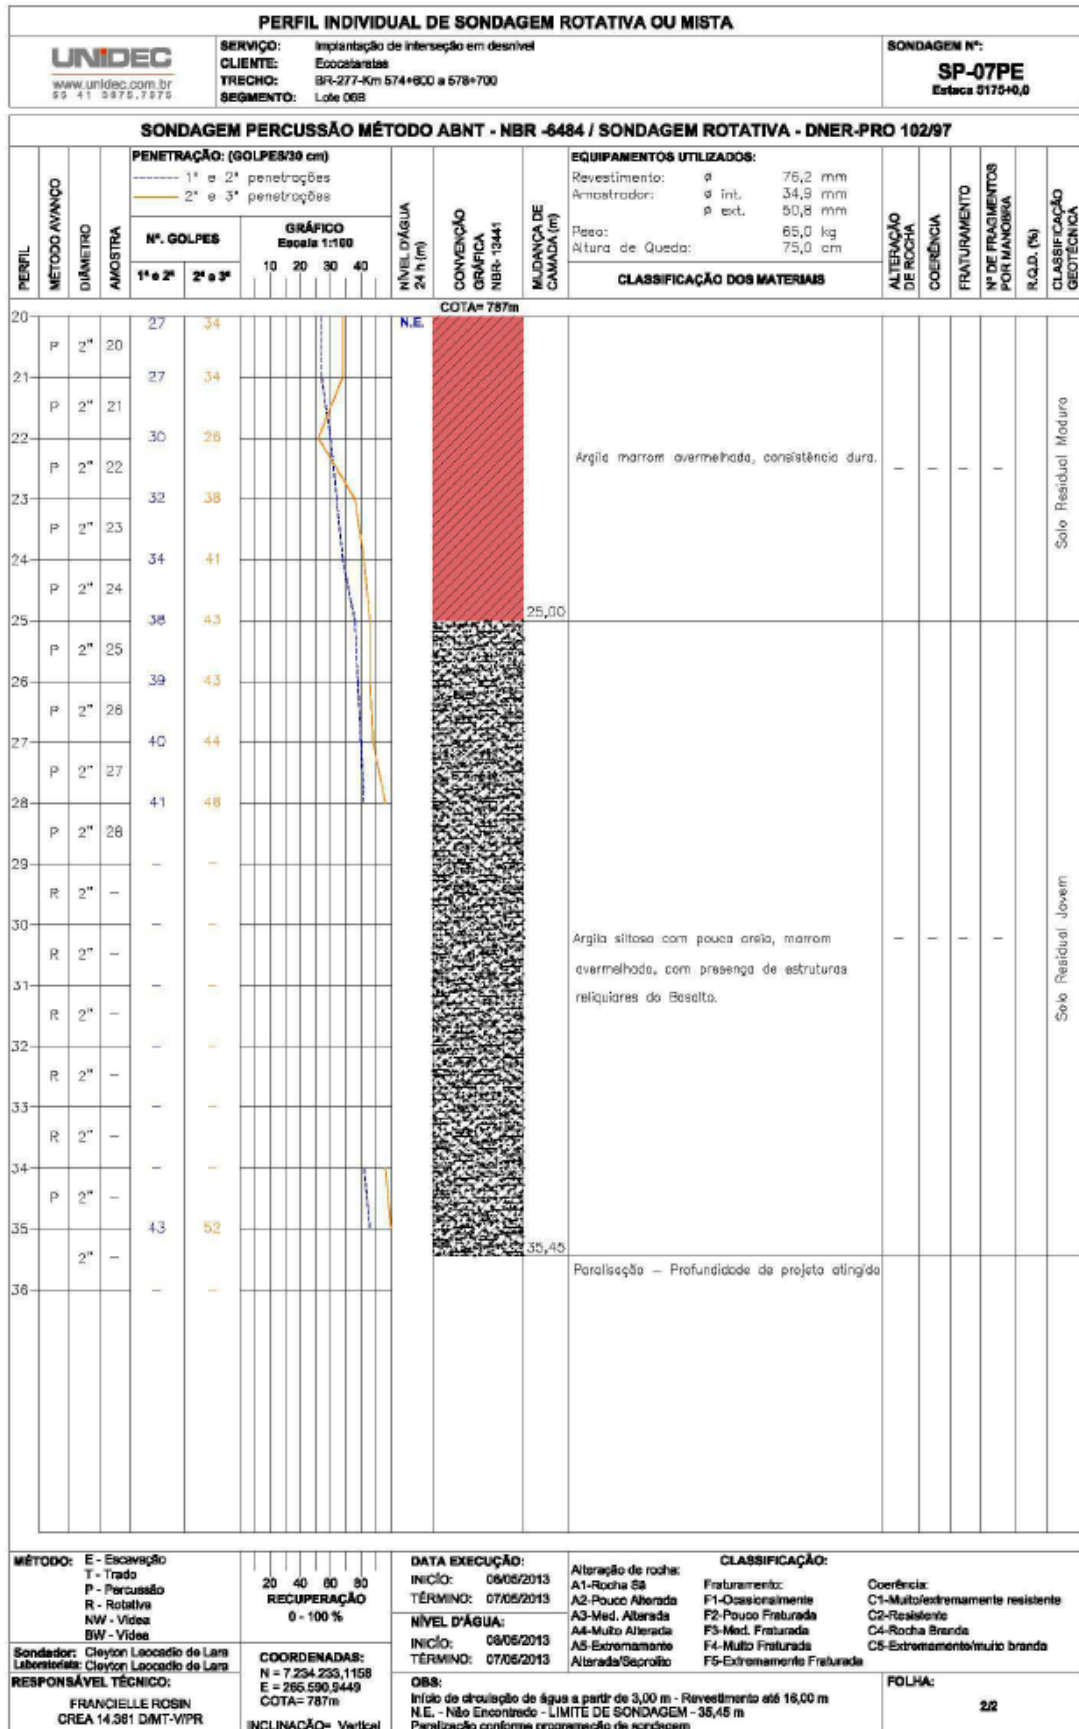 PERFIL INDIVIDUAL DE SONDAGEM ROTATIVA OU MISTA
UNIDEC
www.unidec.com.br
55 41 3875.7575
SERVIÇO: Implantação de interseção em desnível
CLIENTE: Ecocataratas
TRECHO: BR-277-Km 574+600 a 578+700
SEGMENTO: Lote 06B
SONDAGEM Nº:
SP-07PE
Estaca 5175+0,0
SONDAGEM PERCUSSÃO MÉTODO ABNT - NBR -6484 / SONDAGEM ROTATIVA - DNER-PRO 102/97
PERFIL
MÉTODO AVANÇO
DIÂMETRO
AMOSTRA
PENETRAÇÃO: (GOLPES/30 cm)
1ª e 2ª penetrações
2ª e 3ª penetrações
Nº. GOLPES
1ª e 2ª 2ª e 3ª
GRÁFICO
Escala 1:100
10 20 30 40
NÍVEL D'ÁGUA
24 h (m)
CONVENÇÃO
GRÁFICA
NBR- 13441
MUDANÇA DE
CAMADA (m)
EQUIPAMENTOS UTILIZADOS:
Revestimento: ø 76,2 mm
Amostrador: ø int. 34,9 mm
ø ext. 50,8 mm
Peso: 65,0 kg
Altura de Queda: 75,0 cm
CLASSIFICAÇÃO DOS MATERIAIS
ALTERAÇÃO
DE ROCHA
COERÊNCIA
FRATURAMENTO
Nº DE FRAGMENTOS
POR MANOBRA
R.Q.D. (%)
CLASSIFICAÇÃO
GEOTÉCNICA
COTA= 787m
20 27 34 N.E.
P 2" 20
21 27 34
P 2" 21
22 30 26
P 2" 22
Argila marrom avermelhada, consistência dura. – – – –
Solo Residual Maduro
23 32 38
P 2" 23
24 34 41
P 2" 24
25,00
25 38 43
P 2" 25
26 39 43
P 2" 26
27 40 44
P 2" 27
28 41 48
P 2" 28
29 – –
R 2" –
30 – –
Argila siltosa com pouca areia, marrom – – – –
avermelhada, com presença de estruturas
reliquiares do Basalto.
Solo Residual Jovem
R 2" –
31 – –
R 2" –
32 – –
R 2" –
33 – –
R 2" –
34 – –
P 2" –
35 43 52
35,45
2" –
Paralisação – Profundidade de projeto atingida
36 – –
MÉTODO: E - Escavação
T - Trado
P - Percussão
R - Rotativa
NW - Videa
BW - Videa
Sondador: Cleyton Leocadio de Lara
Laboratorista: Cleyton Leocadio de Lara
RESPONSÁVEL TÉCNICO:
FRANCIELLE ROSIN
CREA 14.361 D/MT-V/PR
20 40 60 80
RECUPERAÇÃO
0 - 100 %
COORDENADAS:
N = 7.234.233,1158
E = 265.590,9449
COTA= 787m
INCLINAÇÃO= Vertical
DATA EXECUÇÃO:
INICÍO: 06/05/2013
TÉRMINO: 07/05/2013
NÍVEL D'ÁGUA:
INICÍO: 06/05/2013
TÉRMINO: 07/05/2013
CLASSIFICAÇÃO:
Alteração de rocha:
A1-Rocha Sã
A2-Pouco Alterada
A3-Med. Alterada
A4-Muito Alterada
A5-Extremamente
Alterada/Saprolito
Fraturamento:
F1-Ocasionalmente
F2-Pouco Fraturada
F3-Med. Fraturada
F4-Muito Fraturada
F5-Extremamente Fraturada
Coerência:
C1-Muito/extremamente resistente
C2-Resistente
C4-Rocha Branda
C5-Extremamente/muito branda
OBS:
Início de circulação de água a partir de 3,00 m - Revestimento até 16,00 m
N.E. - Não Encontrado - LIMITE DE SONDAGEM - 35,45 m
Paralização conforme programação de sondagem
FOLHA:
2/2